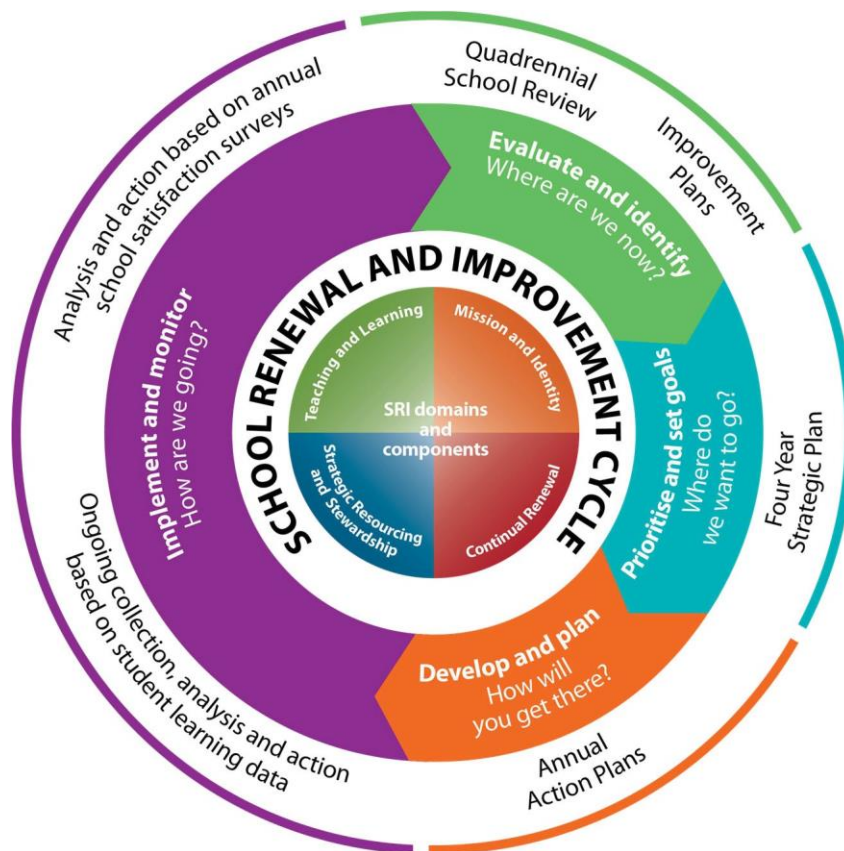 Quadrennial
School Review
Improvement
Plans
Evaluate and identify
Where are we now?
Four Year
Strategic Plan
Prioritise and set goals
Where do
we want to go?
Annual
Action Plans
Develop and plan
How will
you get there?
Ongoing collection, analysis and action
based on student learning data
Analysis and action based on annual
school satisfaction surveys
Implement and monitor
How are we going?
SCHOOL RENEWAL AND IMPROVEMENT CYCLE
Teaching and Learning
Mission and Identity
SRI domains
and
components
Strategic Resourcing
and Stewardship
Continual Renewal